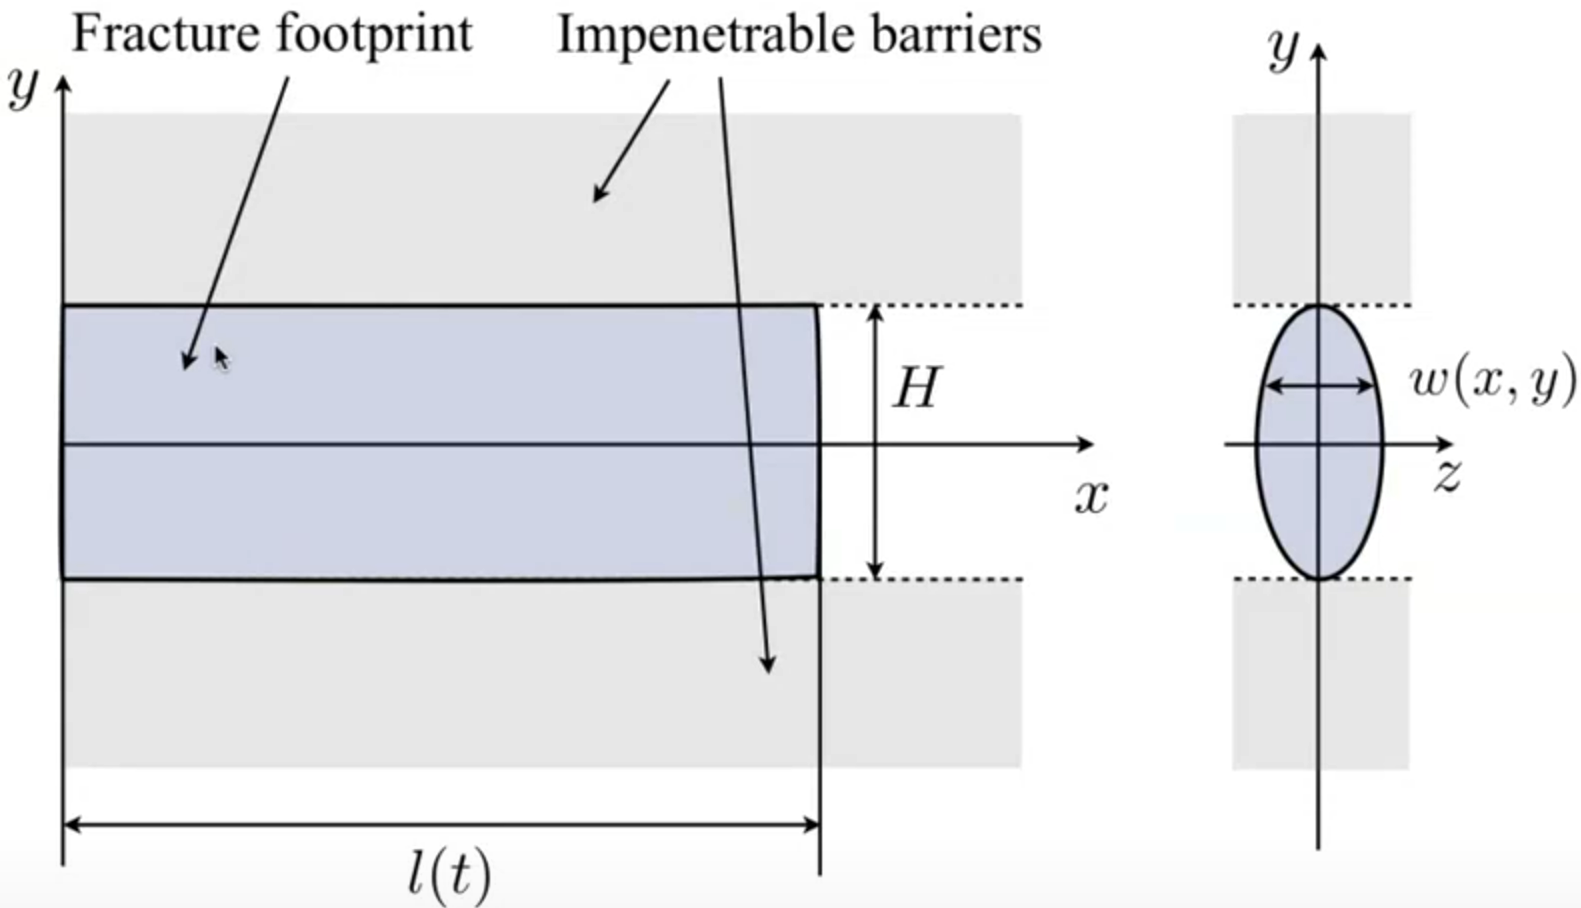 Fracture footprint
Impenetrable barriers
y
y
H
w(x, y)
x
z
l(t)